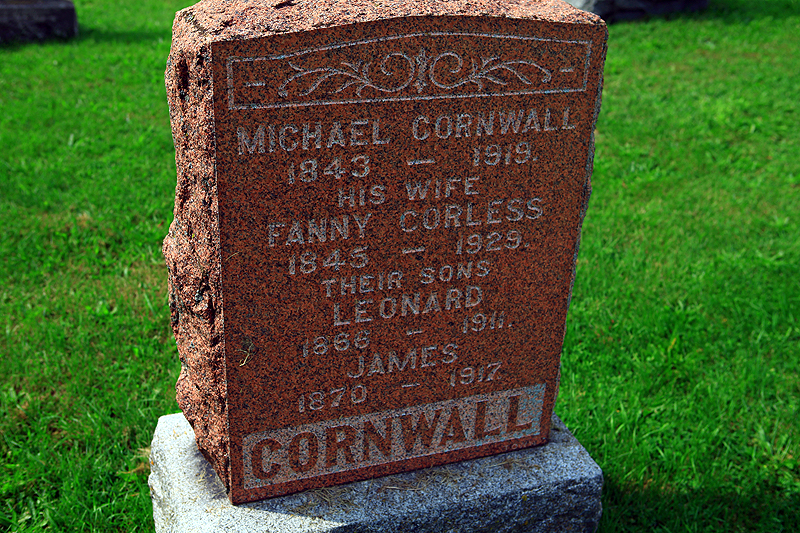 MICHAEL CORNWALL
1843 — 1919.
HIS WIFE
FANNY CORLESS
1845 — 1929.
THEIR SONS
LEONARD
1866 — 1911.
JAMES
1870 — 1917
CORNWALL